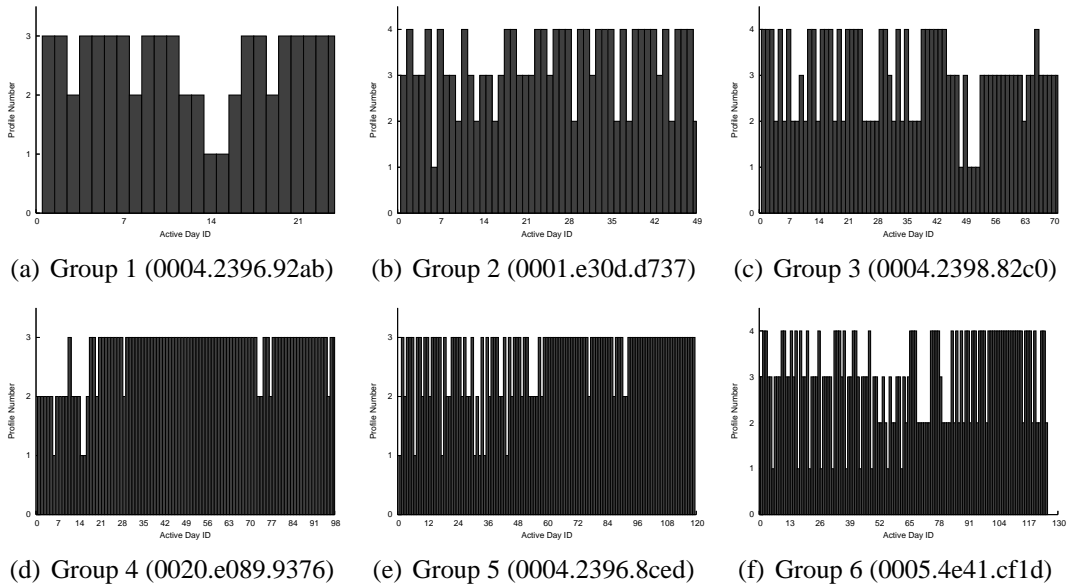 3
2
1
0
Profile Number
0 7 14 21
Active Day ID
(a) Group 1 (0004.2396.92ab)
4
3
2
1
0
Profile Number
0 7 14 21 28 35 42 49
Active Day ID
(b) Group 2 (0001.e30d.d737)
4
3
2
1
0
Profile Number
0 7 14 21 28 35 42 49 56 63 70
Active Day ID
(c) Group 3 (0004.2398.82c0)
3
2
1
0
Profile Number
0 7 14 21 28 35 42 49 56 63 70 77 84 91 98
Active Day ID
(d) Group 4 (0020.e089.9376)
3
2
1
0
Profile Number
0 12 24 36 48 60 72 84 96 108 120
Active Day ID
(e) Group 5 (0004.2396.8ced)
4
3
2
1
0
Profile Number
0 13 26 39 52 65 78 91 104 117 130
Active Day ID
(f) Group 6 (0005.4e41.cf1d)